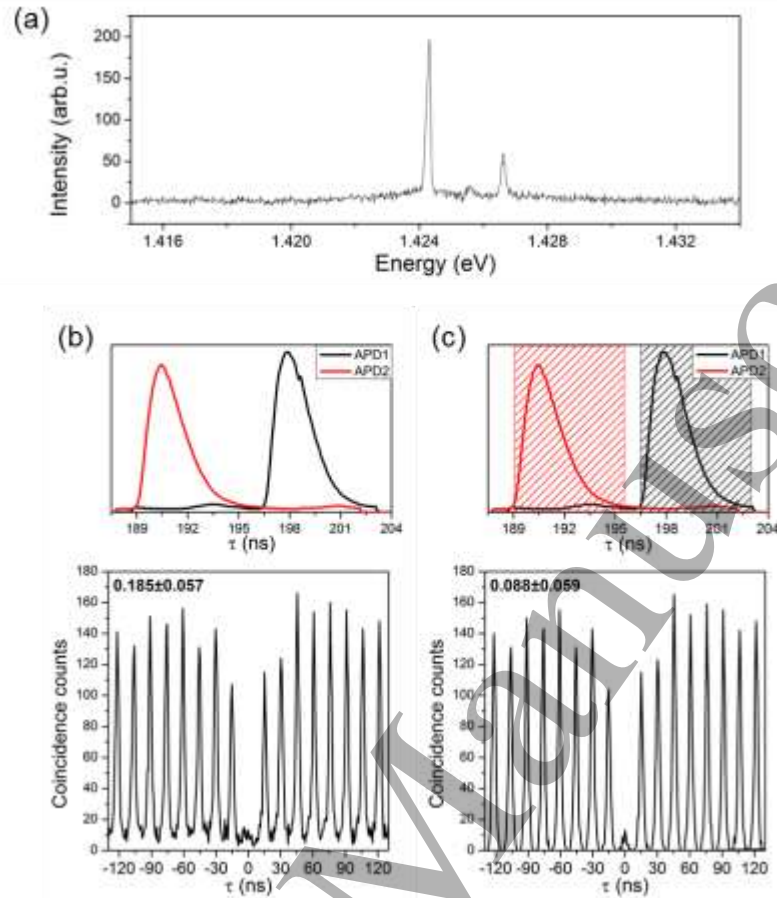 (a)
200
150
100
50
0
Intensity (arb.u.)
1.416 1.420 1.424 1.428 1.432
Energy (eV)
(b)
APD1
APD2
189 192 195 198 201 204
τ (ns)
(c)
APD1
APD2
189 192 195 198 201 204
τ (ns)
0.185±0.057
180
160
140
120
100
80
60
40
20
0
Coincidence counts
-120 -90 -60 -30 0 30 60 90 120
τ (ns)
0.088±0.059
180
160
140
120
100
80
60
40
20
0
Coincidence counts
-120 -90 -60 -30 0 30 60 90 120
τ (ns)
Manus